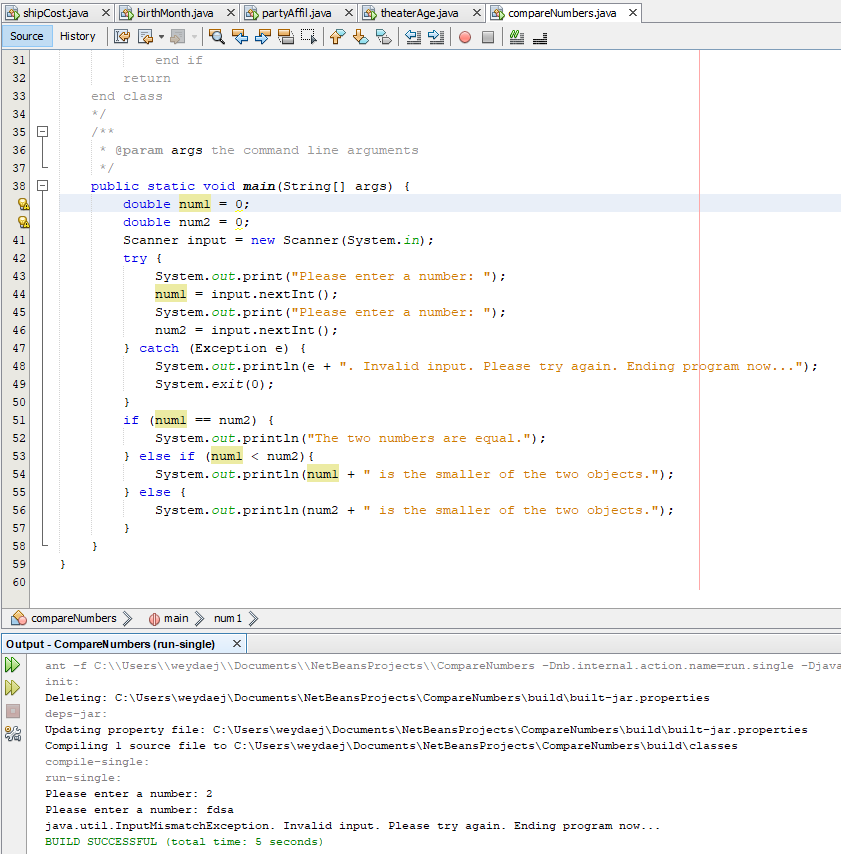 shipCost.java birthMonth.java partyAffil.java theaterAge.java compareNumbers.java
Source History
31 end if
32 return
33 end class
34 */
35 /**
36 * @param args the command line arguments
37 */
38 public static void main(String[] args) {
double num1 = 0;
double num2 = 0;
41 Scanner input = new Scanner(System.in);
42 try {
43 System.out.print("Please enter a number: ");
44 num1 = input.nextInt();
45 System.out.print("Please enter a number: ");
46 num2 = input.nextInt();
47 } catch (Exception e) {
48 System.out.println(e + ". Invalid input. Please try again. Ending program now...");
49 System.exit(0);
50 }
51 if (num1 == num2) {
52 System.out.println("The two numbers are equal.");
53 } else if (num1 < num2){
54 System.out.println(num1 + " is the smaller of the two objects.");
55 } else {
56 System.out.println(num2 + " is the smaller of the two objects.");
57 }
58 }
59 }
60
compareNumbers main num1
Output - CompareNumbers (run-single)
ant -f C:\\Users\\weydaej\\Documents\\NetBeansProjects\\CompareNumbers -Dnb.internal.action.name=run.single -Djava
init:
Deleting: C:\Users\weydaej\Documents\NetBeansProjects\CompareNumbers\build\built-jar.properties
deps-jar:
Updating property file: C:\Users\weydaej\Documents\NetBeansProjects\CompareNumbers\build\built-jar.properties
Compiling 1 source file to C:\Users\weydaej\Documents\NetBeansProjects\CompareNumbers\build\classes
compile-single:
run-single:
Please enter a number: 2
Please enter a number: fdsa
java.util.InputMismatchException. Invalid input. Please try again. Ending program now...
BUILD SUCCESSFUL (total time: 5 seconds)